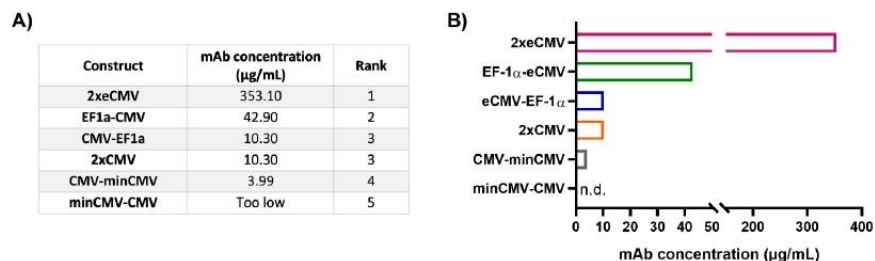 A)
Construct mAb concentration (µg/mL) Rank
2xeCMV 353.10 1
EF1a-CMV 42.90 2
CMV-EF1a 10.30 3
2xCMV 10.30 3
CMV-minCMV 3.99 4
minCMV-CMV Too low 5
B)
2xeCMV
EF-1α-eCMV
eCMV-EF-1α
2xCMV
CMV-minCMV
minCMV-CMV n.d.
0 10 20 30 40 50 200 300 400
mAb concentration (µg/mL)